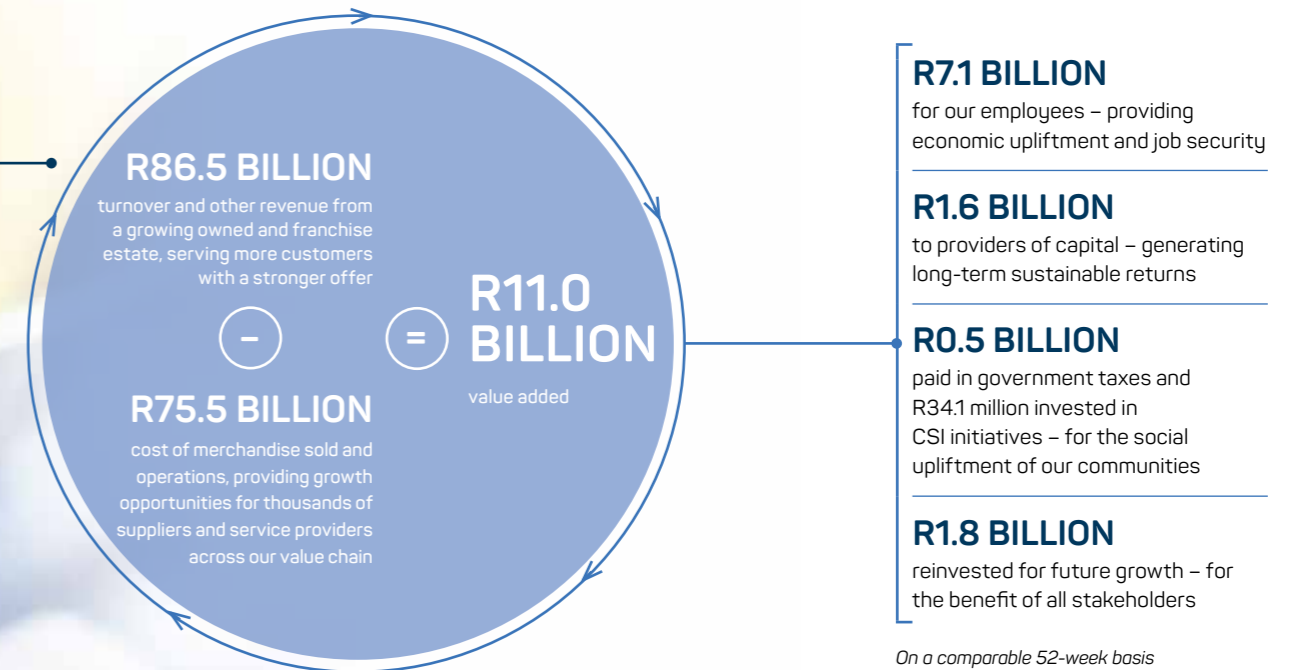 R86.5 BILLION
turnover and other revenue from
a growing owned and franchise
estate, serving more customers
with a stronger offer
–
R75.5 BILLION
cost of merchandise sold and
operations, providing growth
opportunities for thousands of
suppliers and service providers
across our value chain
=
R11.0
BILLION
value added
R7.1 BILLION
for our employees – providing
economic upliftment and job security
R1.6 BILLION
to providers of capital – generating
long-term sustainable returns
R0.5 BILLION
paid in government taxes and
R34.1 million invested in
CSI initiatives – for the social
upliftment of our communities
R1.8 BILLION
reinvested for future growth – for
the benefit of all stakeholders
On a comparable 52-week basis